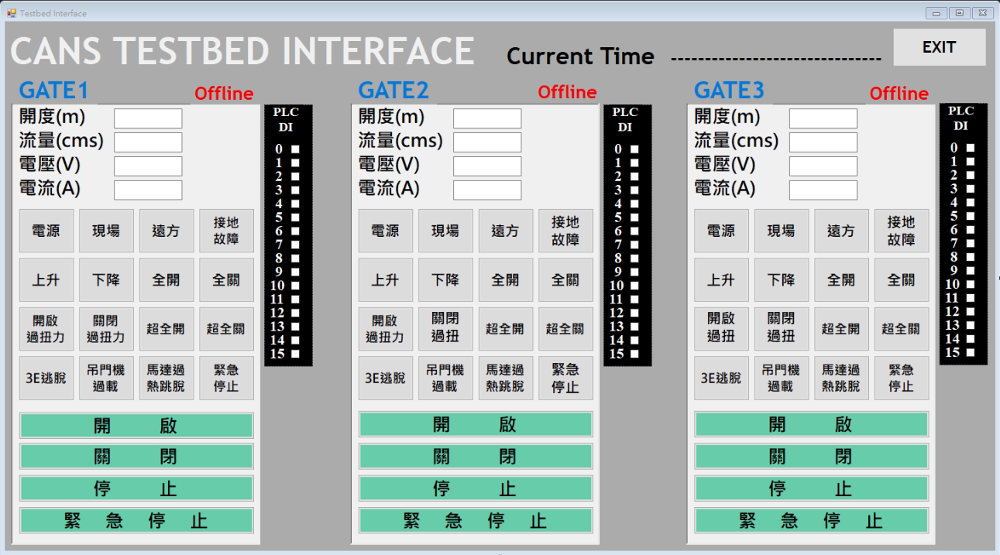 Testbed Interface
CANS TESTBED INTERFACE
Current Time ------------------------------
EXIT
GATE1
Offline
開度(m)
流量(cms)
電壓(V)
電流(A)
電源 現場 遠方 接地
故障
上升 下降 全開 全關
開啟 關閉
過扭力 過扭力 超全開 超全關
3E逃脫 吊門機 馬達過 緊急
過載 熱跳脫 停止
開 啟
關 閉
停 止
緊 急 停 止
PLC
DI
0
1
2
3
4
5
6
7
8
9
10
11
12
13
14
15
GATE2
Offline
開度(m)
流量(cms)
電壓(V)
電流(A)
電源 現場 遠方 接地
故障
上升 下降 全開 全關
開啟 關閉
過扭力 過扭 超全開 超全關
3E逃脫 吊門機 馬達過 緊急
過載 熱跳脫 停止
開 啟
關 閉
停 止
緊 急 停 止
PLC
DI
0
1
2
3
4
5
6
7
8
9
10
11
12
13
14
15
GATE3
Offline
開度(m)
流量(cms)
電壓(V)
電流(A)
電源 現場 遠方 接地
故障
上升 下降 全開 全關
開啟 關閉
過扭 過扭 超全開 超全關
3E逃脫 吊門機 馬達過 緊急
過載 熱跳脫 停止
開 啟
關 閉
停 止
緊 急 停 止
PLC
DI
0
1
2
3
4
5
6
7
8
9
10
11
12
13
14
15